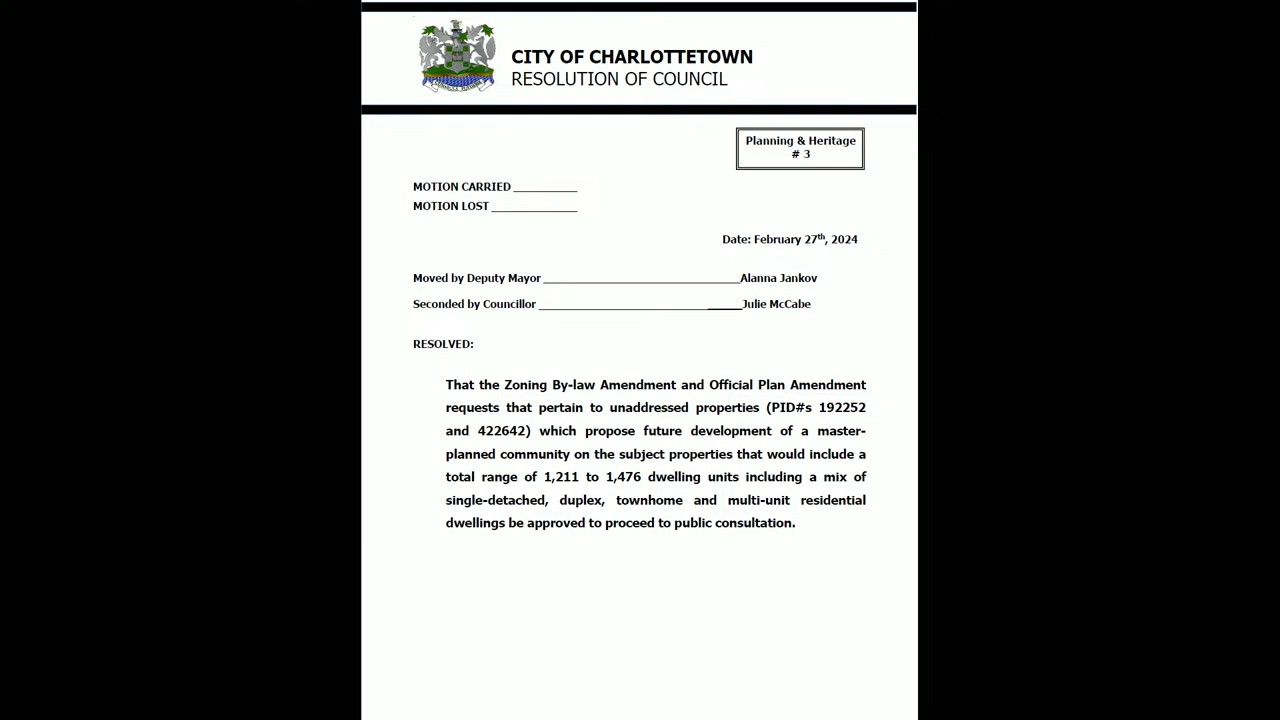 CITY OF CHARLOTTETOWN
RESOLUTION OF COUNCIL
Planning & Heritage
# 3
MOTION CARRIED ___________
MOTION LOST _______________
Date: February 27th, 2024
Moved by Deputy Mayor __________________________________Alanna Jankov
Seconded by Councillor ___________________________________Julie McCabe
RESOLVED:
That the Zoning By-law Amendment and Official Plan Amendment
requests that pertain to unaddressed properties (PID#s 192252
and 422642) which propose future development of a master-
planned community on the subject properties that would include a
total range of 1,211 to 1,476 dwelling units including a mix of
single-detached, duplex, townhome and multi-unit residential
dwellings be approved to proceed to public consultation.